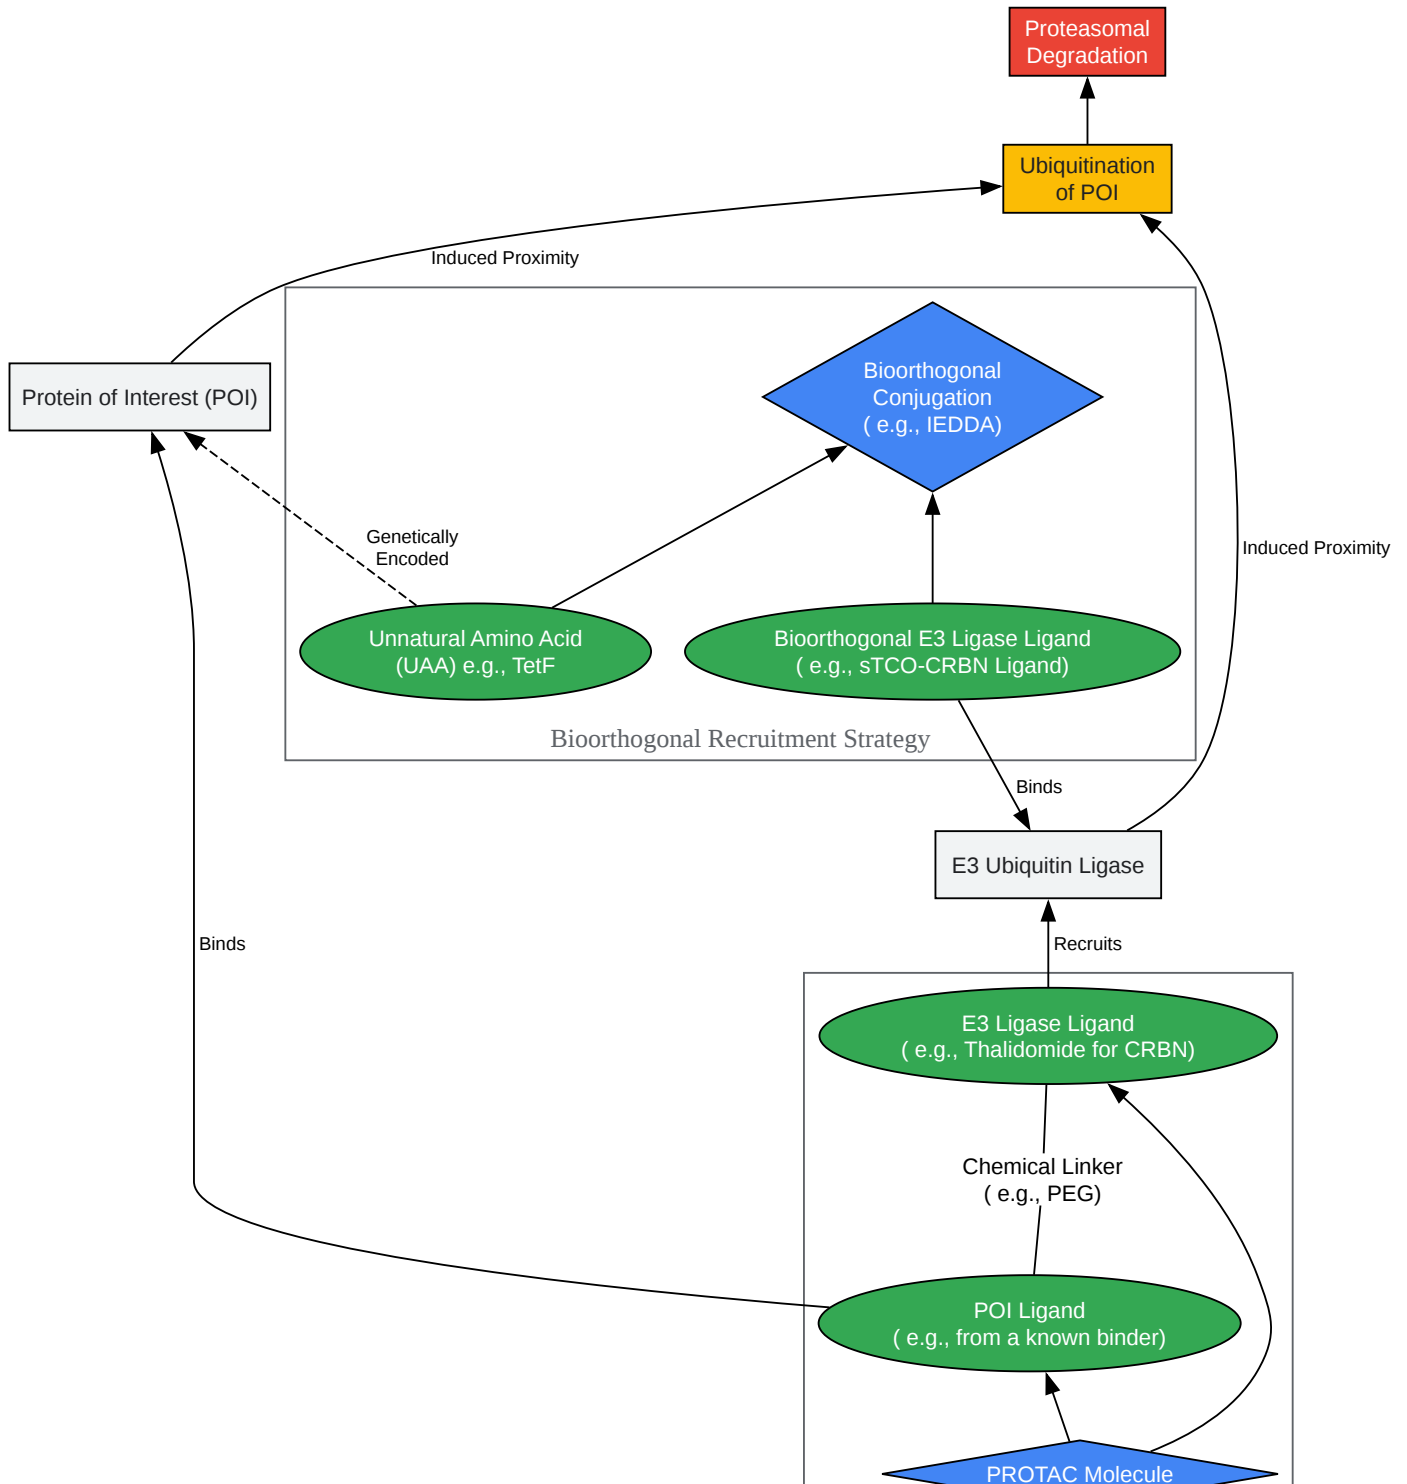 Proteasomal
Degradation
Ubiquitination
of POI
Induced Proximity
Protein of Interest (POI)
Bioorthogonal
Conjugation
( e.g., IEDDA)
Genetically
Encoded
Induced Proximity
Unnatural Amino Acid
(UAA) e.g., TetF
Bioorthogonal E3 Ligase Ligand
( e.g., sTCO-CRBN Ligand)
Bioorthogonal Recruitment Strategy
Binds
E3 Ubiquitin Ligase
Binds
Recruits
E3 Ligase Ligand
( e.g., Thalidomide for CRBN)
Chemical Linker
( e.g., PEG)
POI Ligand
( e.g., from a known binder)
PROTAC Molecule